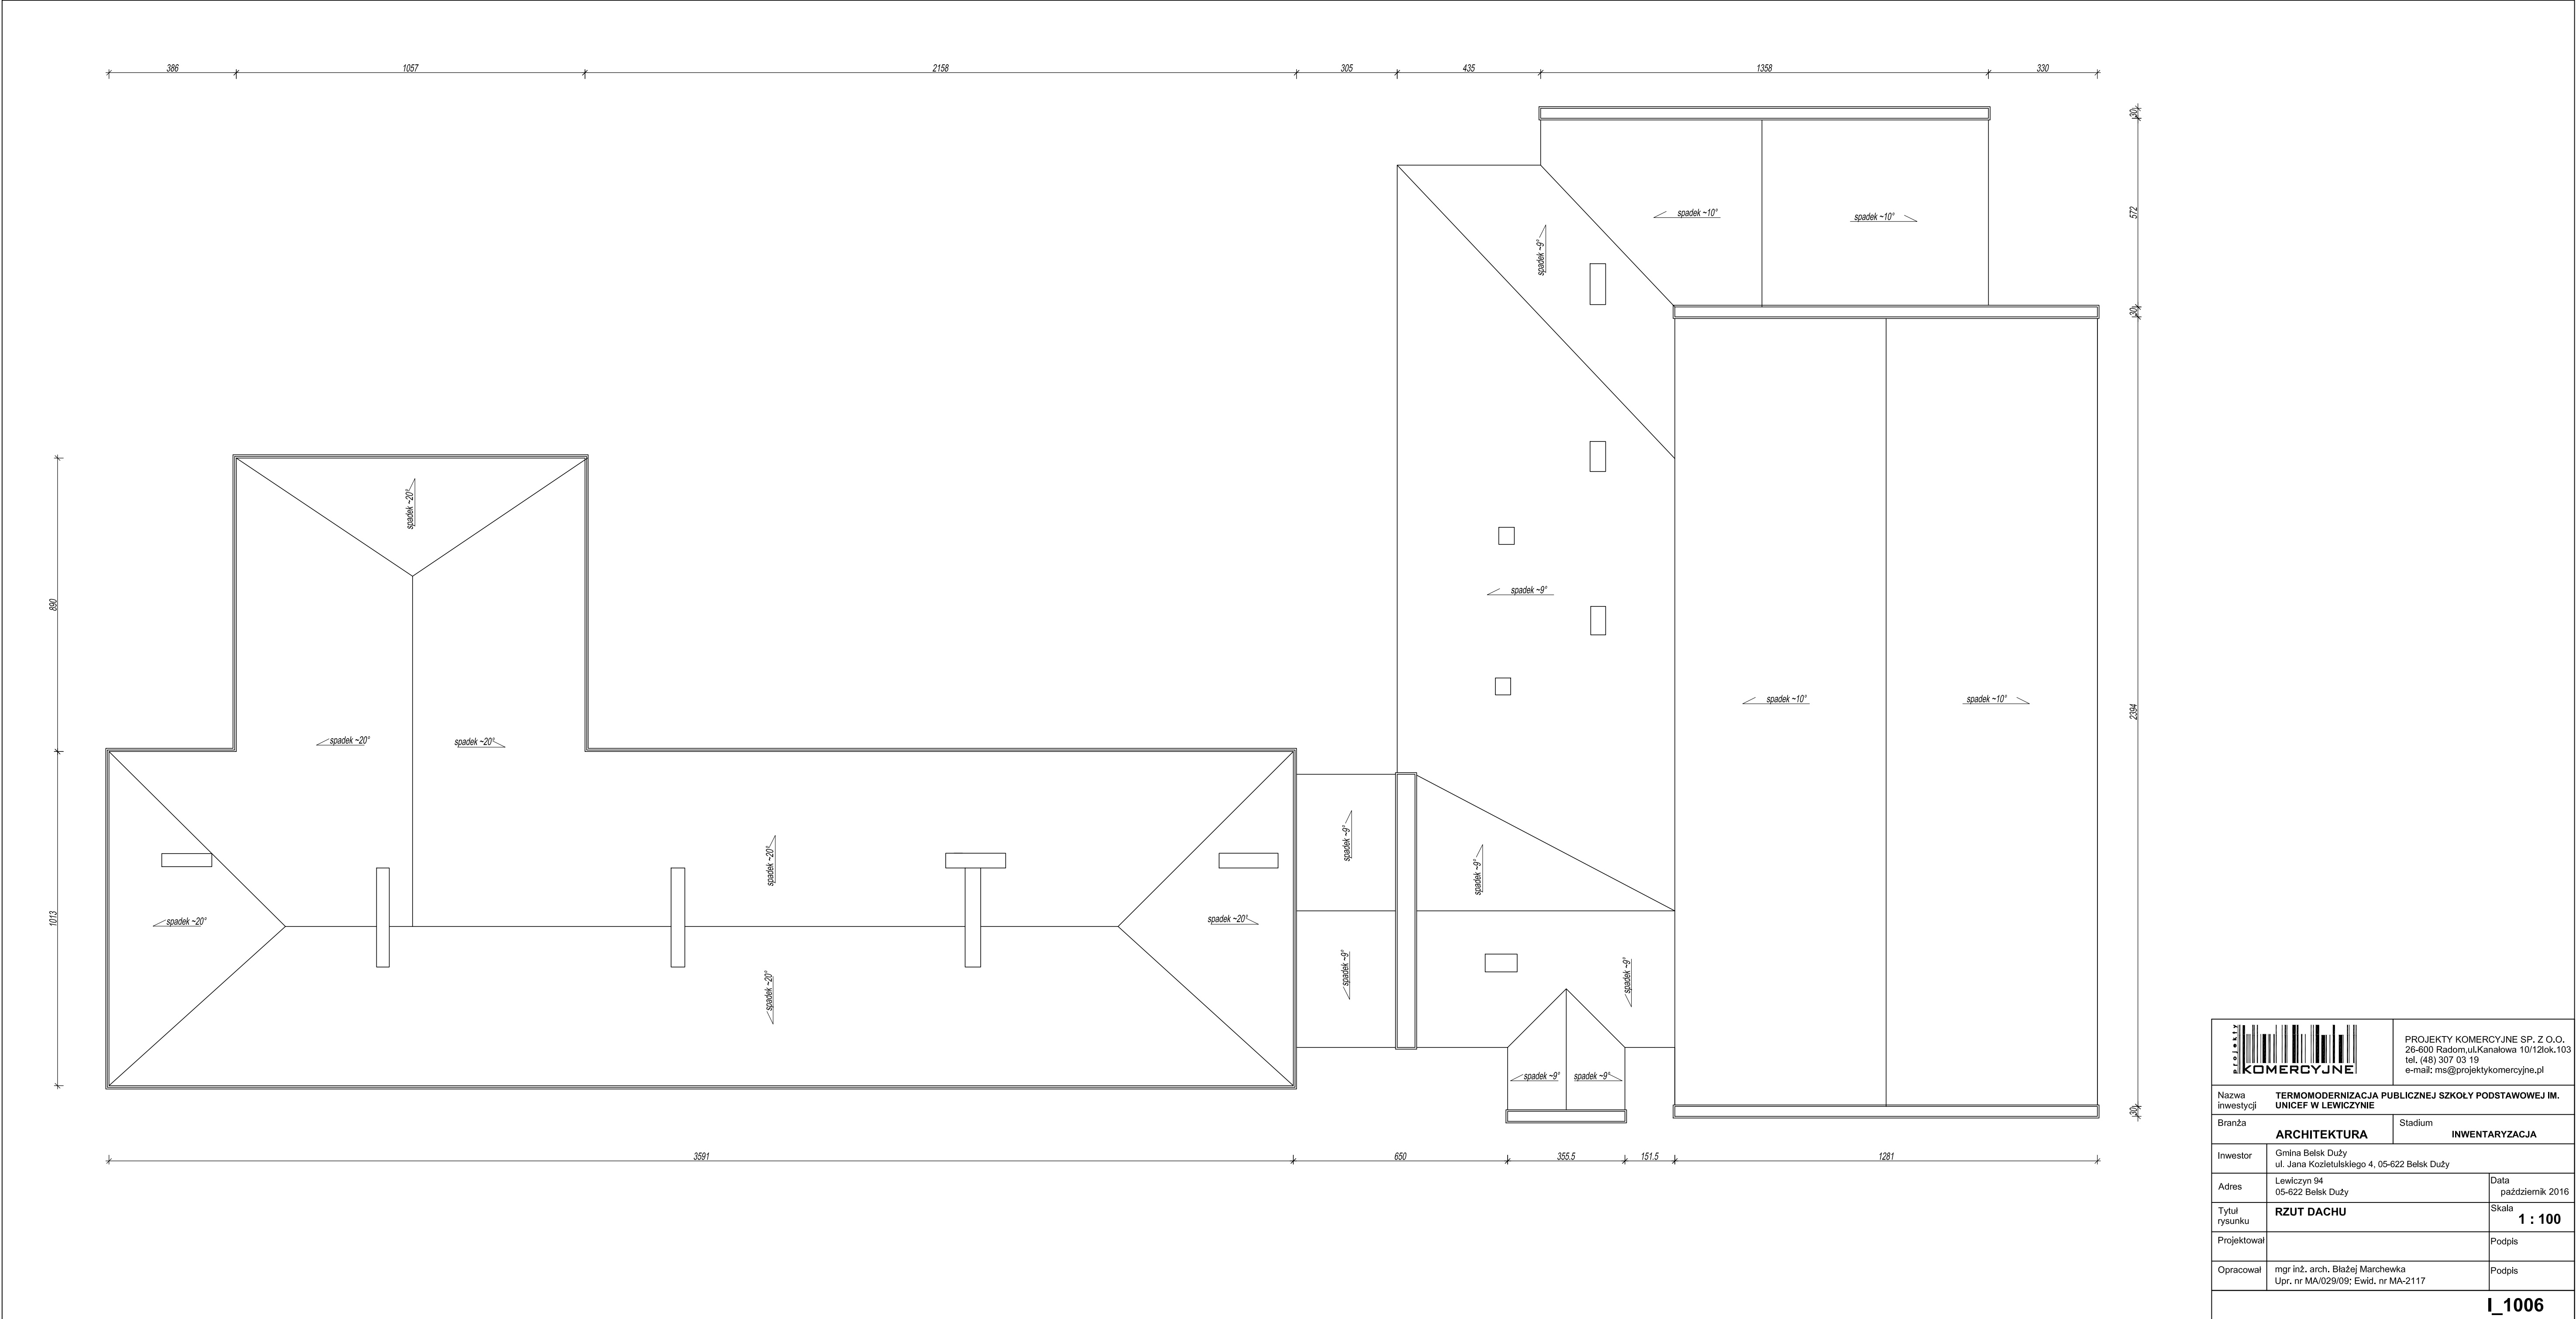 386
1057
2158
305
435
1358
330
30
572
30
2394
30
890
1013
spadek ~10°
spadek ~10°
spadek ~9°
spadek ~20°
spadek ~9°
spadek ~10°
spadek ~10°
spadek ~20°
spadek ~20°
spadek ~20°
spadek ~9°
spadek ~9°
spadek ~20°
spadek ~20°
spadek ~20°
spadek ~9°
spadek ~9°
spadek ~9°
spadek ~9°
3591
650
355.5
151.5
1281
projekty
KOMERCYJNE
PROJEKTY KOMERCYJNE SP. Z O.O.
26-600 Radom,ul.Kanałowa 10/12lok.103
tel. (48) 307 03 19
e-mail: ms@projektykomercyjne.pl
Nazwa inwestycji
TERMOMODERNIZACJA PUBLICZNEJ SZKOŁY PODSTAWOWEJ IM.
UNICEF W LEWICZYNIE
Branża
ARCHITEKTURA
Stadium
INWENTARYZACJA
Inwestor
Gmina Belsk Duży
ul. Jana Kozietulskiego 4, 05-622 Belsk Duży
Adres
Lewiczyn 94
05-622 Belsk Duży
Data
październik 2016
Tytuł rysunku
RZUT DACHU
Skala
1 : 100
Projektował
Podpis
Opracował
mgr inż. arch. Błażej Marchewka
Upr. nr MA/029/09; Ewid. nr MA-2117
Podpis
I_1006